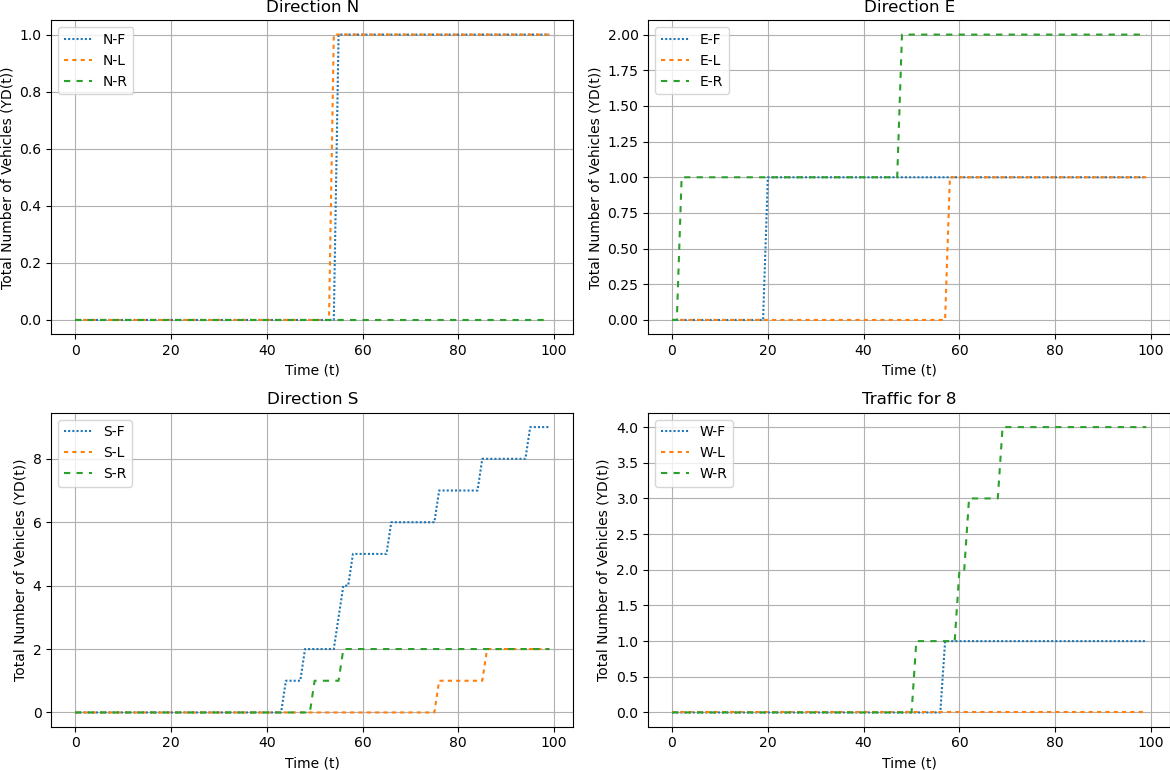 Direction N
Total Number of Vehicles (YD(t))
1.0
0.8
0.6
0.4
0.2
0.0
N-F
N-L
N-R
0 20 40 60 80 100
Time (t)
Direction E
Total Number of Vehicles (YD(t))
2.00
1.75
1.50
1.25
1.00
0.75
0.50
0.25
0.00
E-F
E-L
E-R
0 20 40 60 80 100
Time (t)
Direction S
Total Number of Vehicles (YD(t))
8
6
4
2
0
S-F
S-L
S-R
0 20 40 60 80 100
Time (t)
Traffic for 8
Total Number of Vehicles (YD(t))
4.0
3.5
3.0
2.5
2.0
1.5
1.0
0.5
0.0
W-F
W-L
W-R
0 20 40 60 80 100
Time (t)